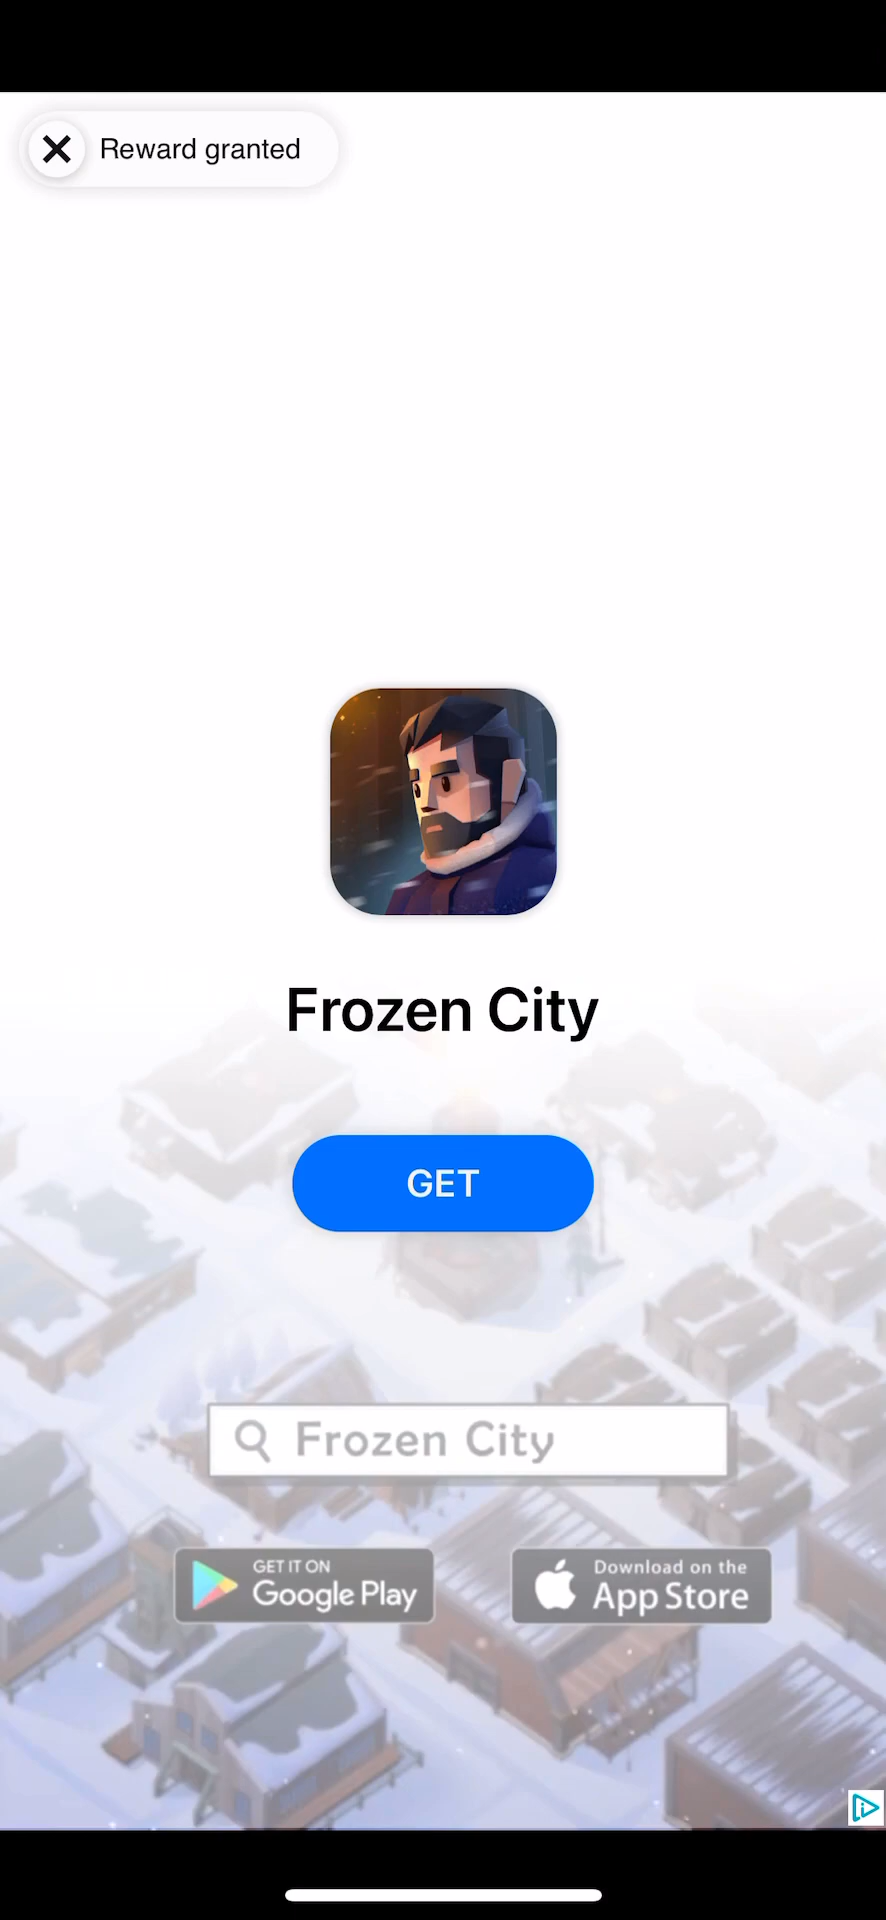 Reward granted
Frozen City
GET
Frozen City
GET IT ON
Google Play
Download on the
App Store